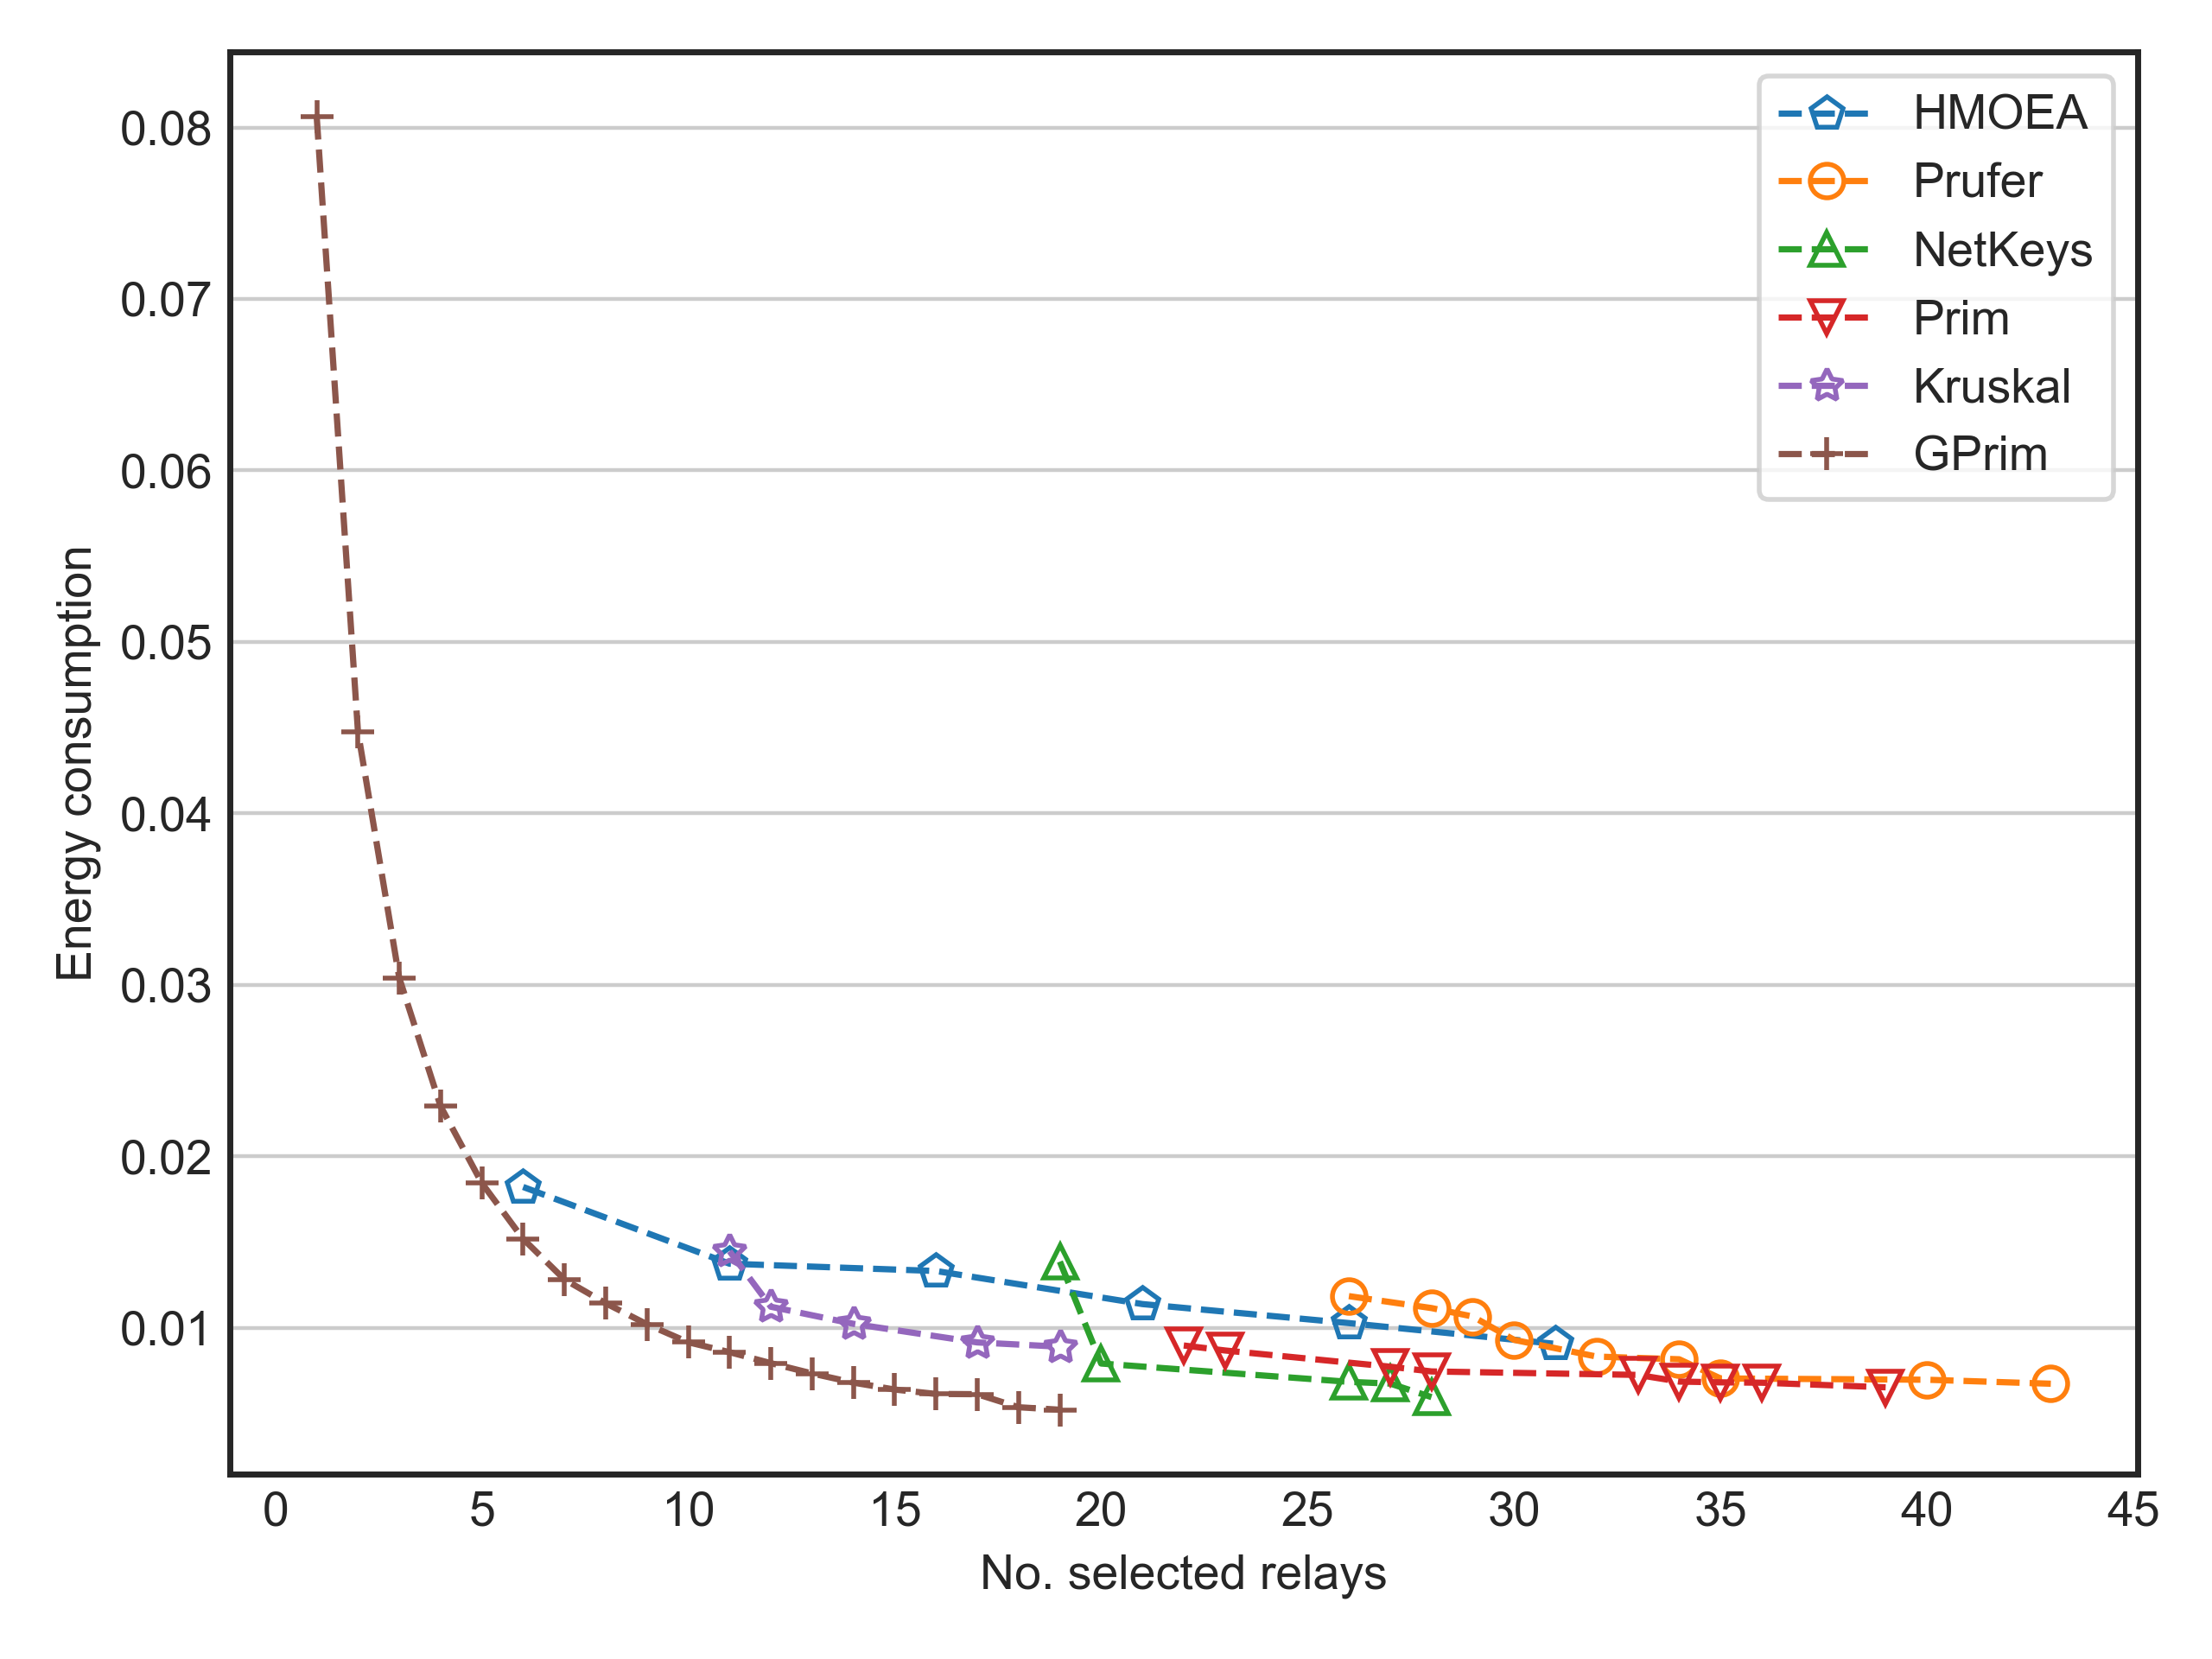 HMOEA
Prufer
NetKeys
Prim
Kruskal
GPrim
Energy consumption
0.08
0.07
0.06
0.05
0.04
0.03
0.02
0.01
0 5 10 15 20 25 30 35 40 45
No. selected relays